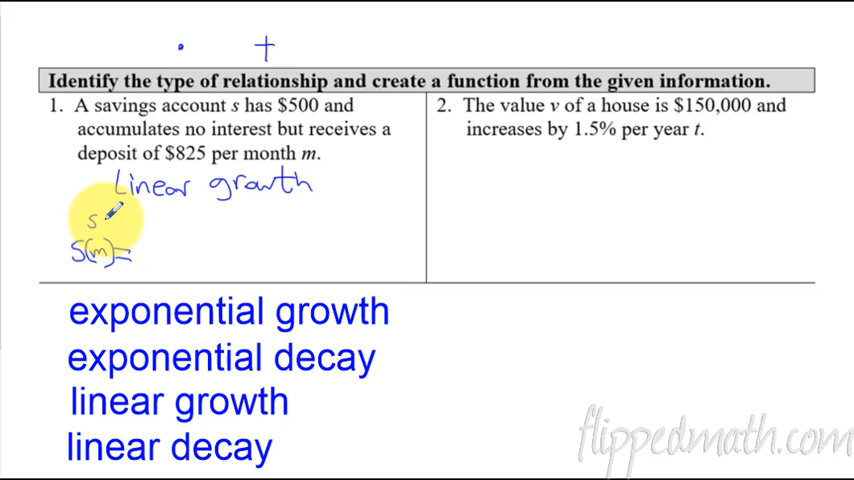 · +
Identify the type of relationship and create a function from the given information.
1. A savings account s has $500 and
accumulates no interest but receives a
deposit of $825 per month m.
Linear growth
s
S(m)=
2. The value v of a house is $150,000 and
increases by 1.5% per year t.
exponential growth
exponential decay
linear growth
linear decay
flippedmath.com